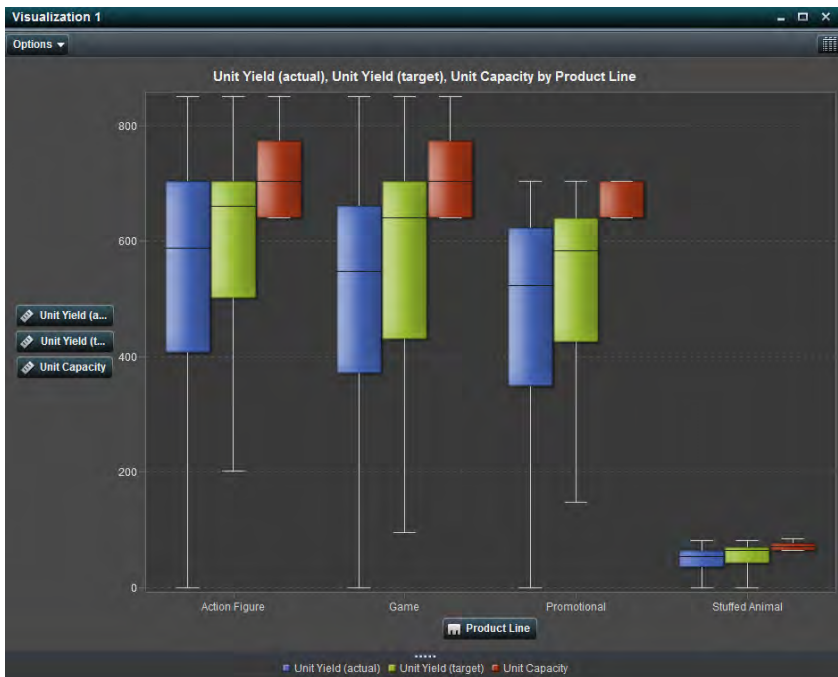 Visualization 1
Options
Unit Yield (actual), Unit Yield (target), Unit Capacity by Product Line
800
600
Unit Yield (a...
Unit Yield (t...
400
Unit Capacity
200
0
Action Figure Game Promotional Stuffed Animal
Product Line
Unit Yield (actual) Unit Yield (target) Unit Capacity